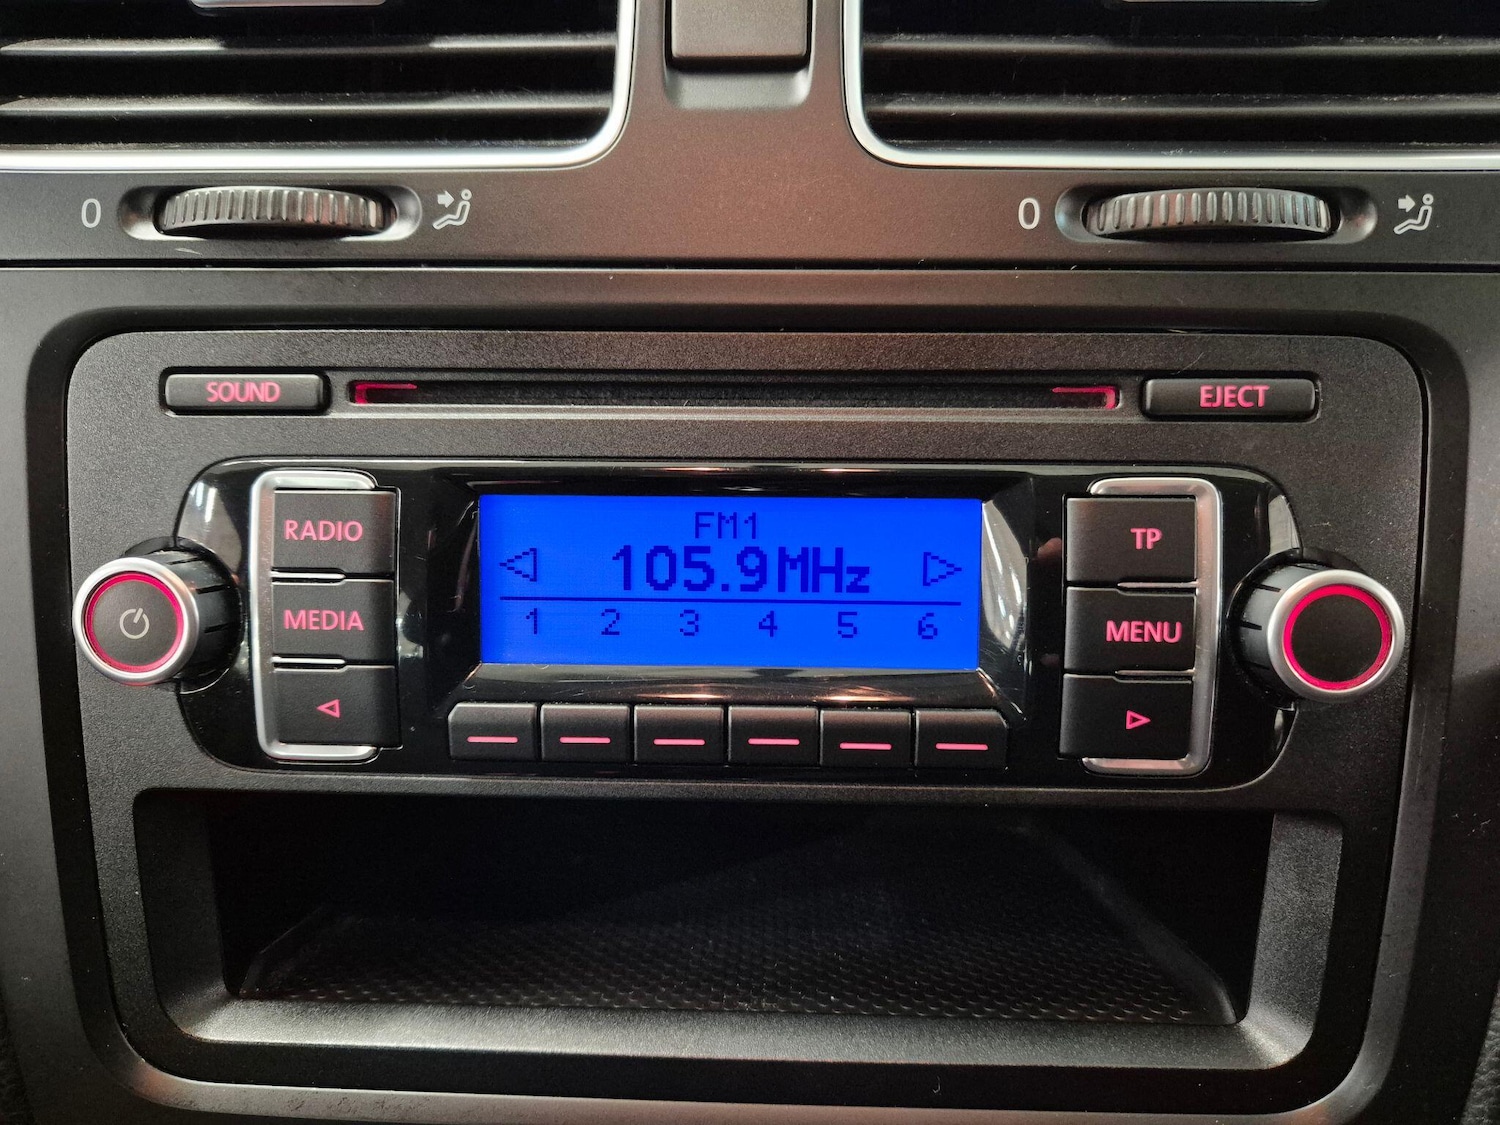 0
0
SOUND
EJECT
RADIO
MEDIA
FM1
105.9MHz
1 2 3 4 5 6
TP
MENU